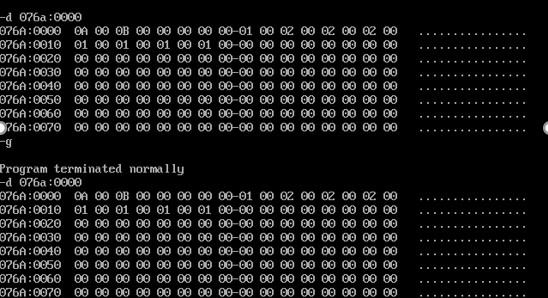 -d 076a:0000
076A:0000 0A 00 0B 00 00 00 00 00-01 00 02 00 02 00 02 00 ................
076A:0010 01 00 01 00 01 00 01 00-00 00 00 00 00 00 00 00 ................
076A:0020 00 00 00 00 00 00 00 00-00 00 00 00 00 00 00 00 ................
076A:0030 00 00 00 00 00 00 00 00-00 00 00 00 00 00 00 00 ................
076A:0040 00 00 00 00 00 00 00 00-00 00 00 00 00 00 00 00 ................
076A:0050 00 00 00 00 00 00 00 00-00 00 00 00 00 00 00 00 ................
076A:0060 00 00 00 00 00 00 00 00-00 00 00 00 00 00 00 00 ................
076A:0070 00 00 00 00 00 00 00 00-00 00 00 00 00 00 00 00 ................
-g
Program terminated normally
-d 076a:0000
076A:0000 0A 00 0B 00 00 00 00 00-01 00 02 00 02 00 02 00 ................
076A:0010 01 00 01 00 01 00 01 00-00 00 00 00 00 00 00 00 ................
076A:0020 00 00 00 00 00 00 00 00-00 00 00 00 00 00 00 00 ................
076A:0030 00 00 00 00 00 00 00 00-00 00 00 00 00 00 00 00 ................
076A:0040 00 00 00 00 00 00 00 00-00 00 00 00 00 00 00 00 ................
076A:0050 00 00 00 00 00 00 00 00-00 00 00 00 00 00 00 00 ................
076A:0060 00 00 00 00 00 00 00 00-00 00 00 00 00 00 00 00 ................
076A:0070 00 00 00 00 00 00 00 00-00 00 00 00 00 00 00 00 ................